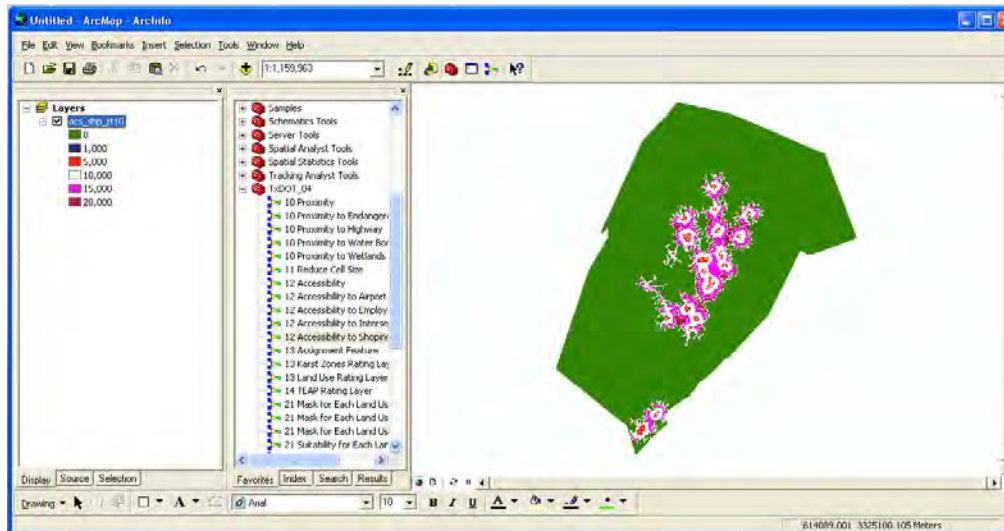 Untitled - ArcMap - ArcInfo
File Edit View Bookmarks Insert Selection Tools Window Help
1:1,159,963
Layers
acs_shp_rt10
0
1,000
5,000
10,000
15,000
20,000
Display Source Selection
Samples
Schematics Tools
Server Tools
Spatial Analyst Tools
Spatial Statistics Tools
Tracking Analyst Tools
TxDOT_04
10 Proximity
10 Proximity to Endanger
10 Proximity to Highway
10 Proximity to Water Bo
10 Proximity to Wetlands
11 Reduce Cell Size
12 Accessibility
12 Accessibility to Airport
12 Accessibility to Employ
12 Accessibility to Interse
12 Accessibility to Shopin
13 Assignment Feature
13 Karst Zones Rating Lay
13 Land Use Rating Layer
14 TEAP Rating Layer
21 Mask for Each Land Us
21 Mask for Each Land Us
21 Mask for Each Land Us
21 Suitability for Each Lan
Favorites Index Search Results
Drawing A Arial 10 B I U A
614089.001 3325100.105 Meters